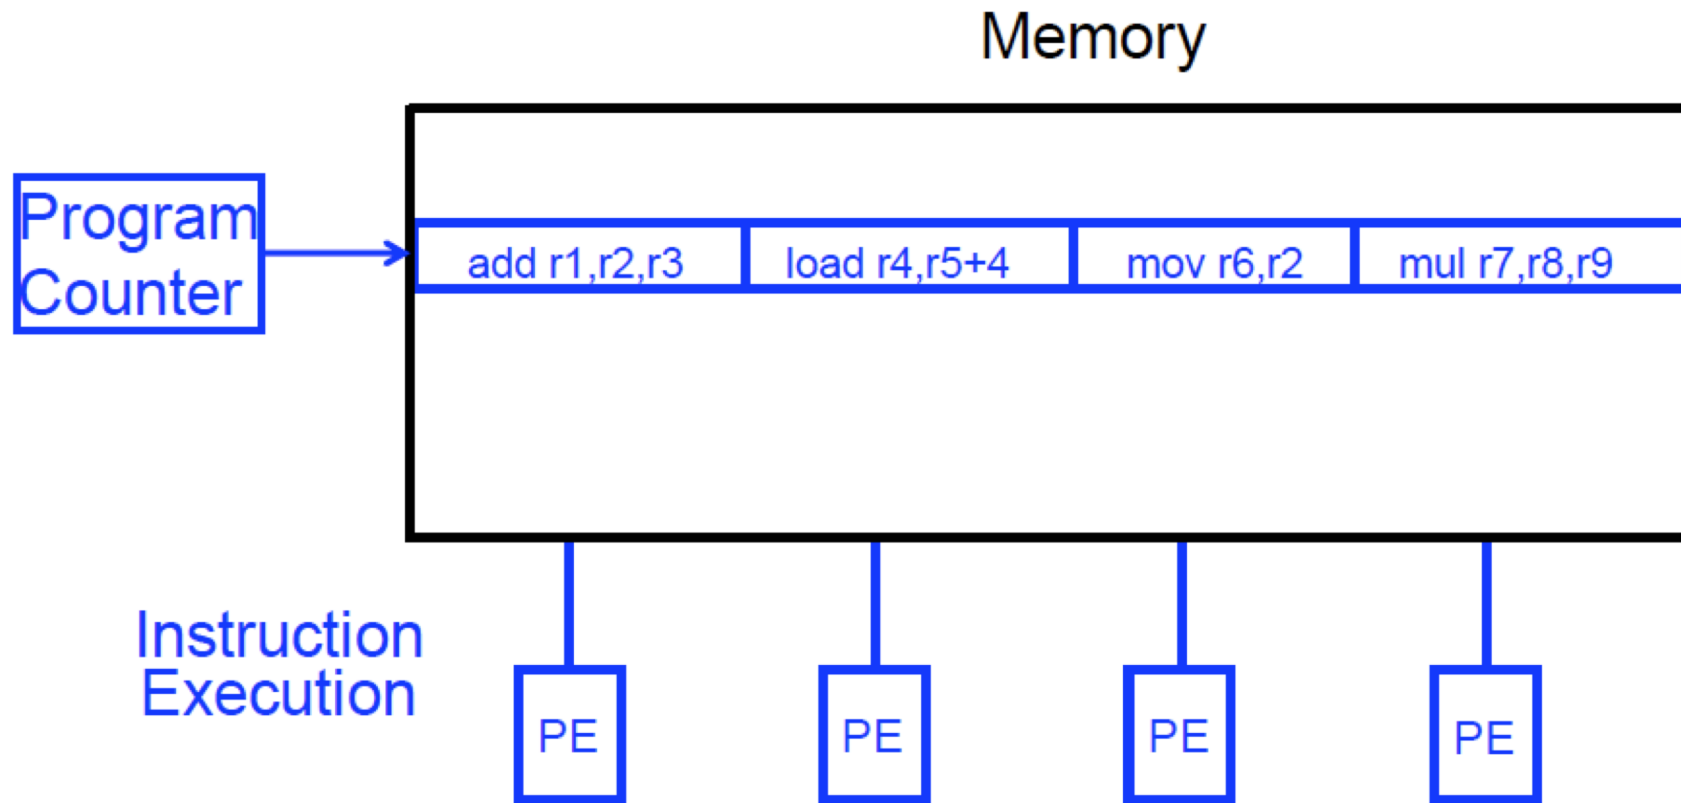 Memory
Program
Counter
add r1,r2,r3
load r4,r5+4
mov r6,r2
mul r7,r8,r9
Instruction
Execution
PE
PE
PE
PE